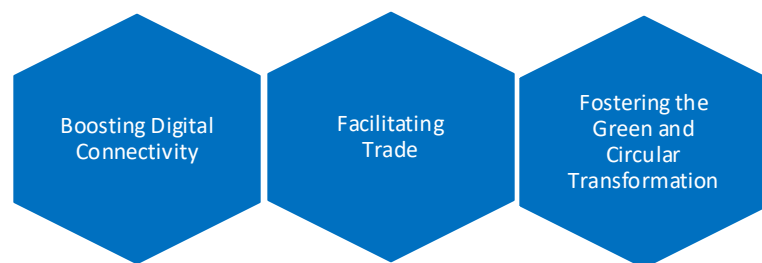 Boosting Digital
Connectivity
Facilitating
Trade
Fostering the
Green and
Circular
Transformation